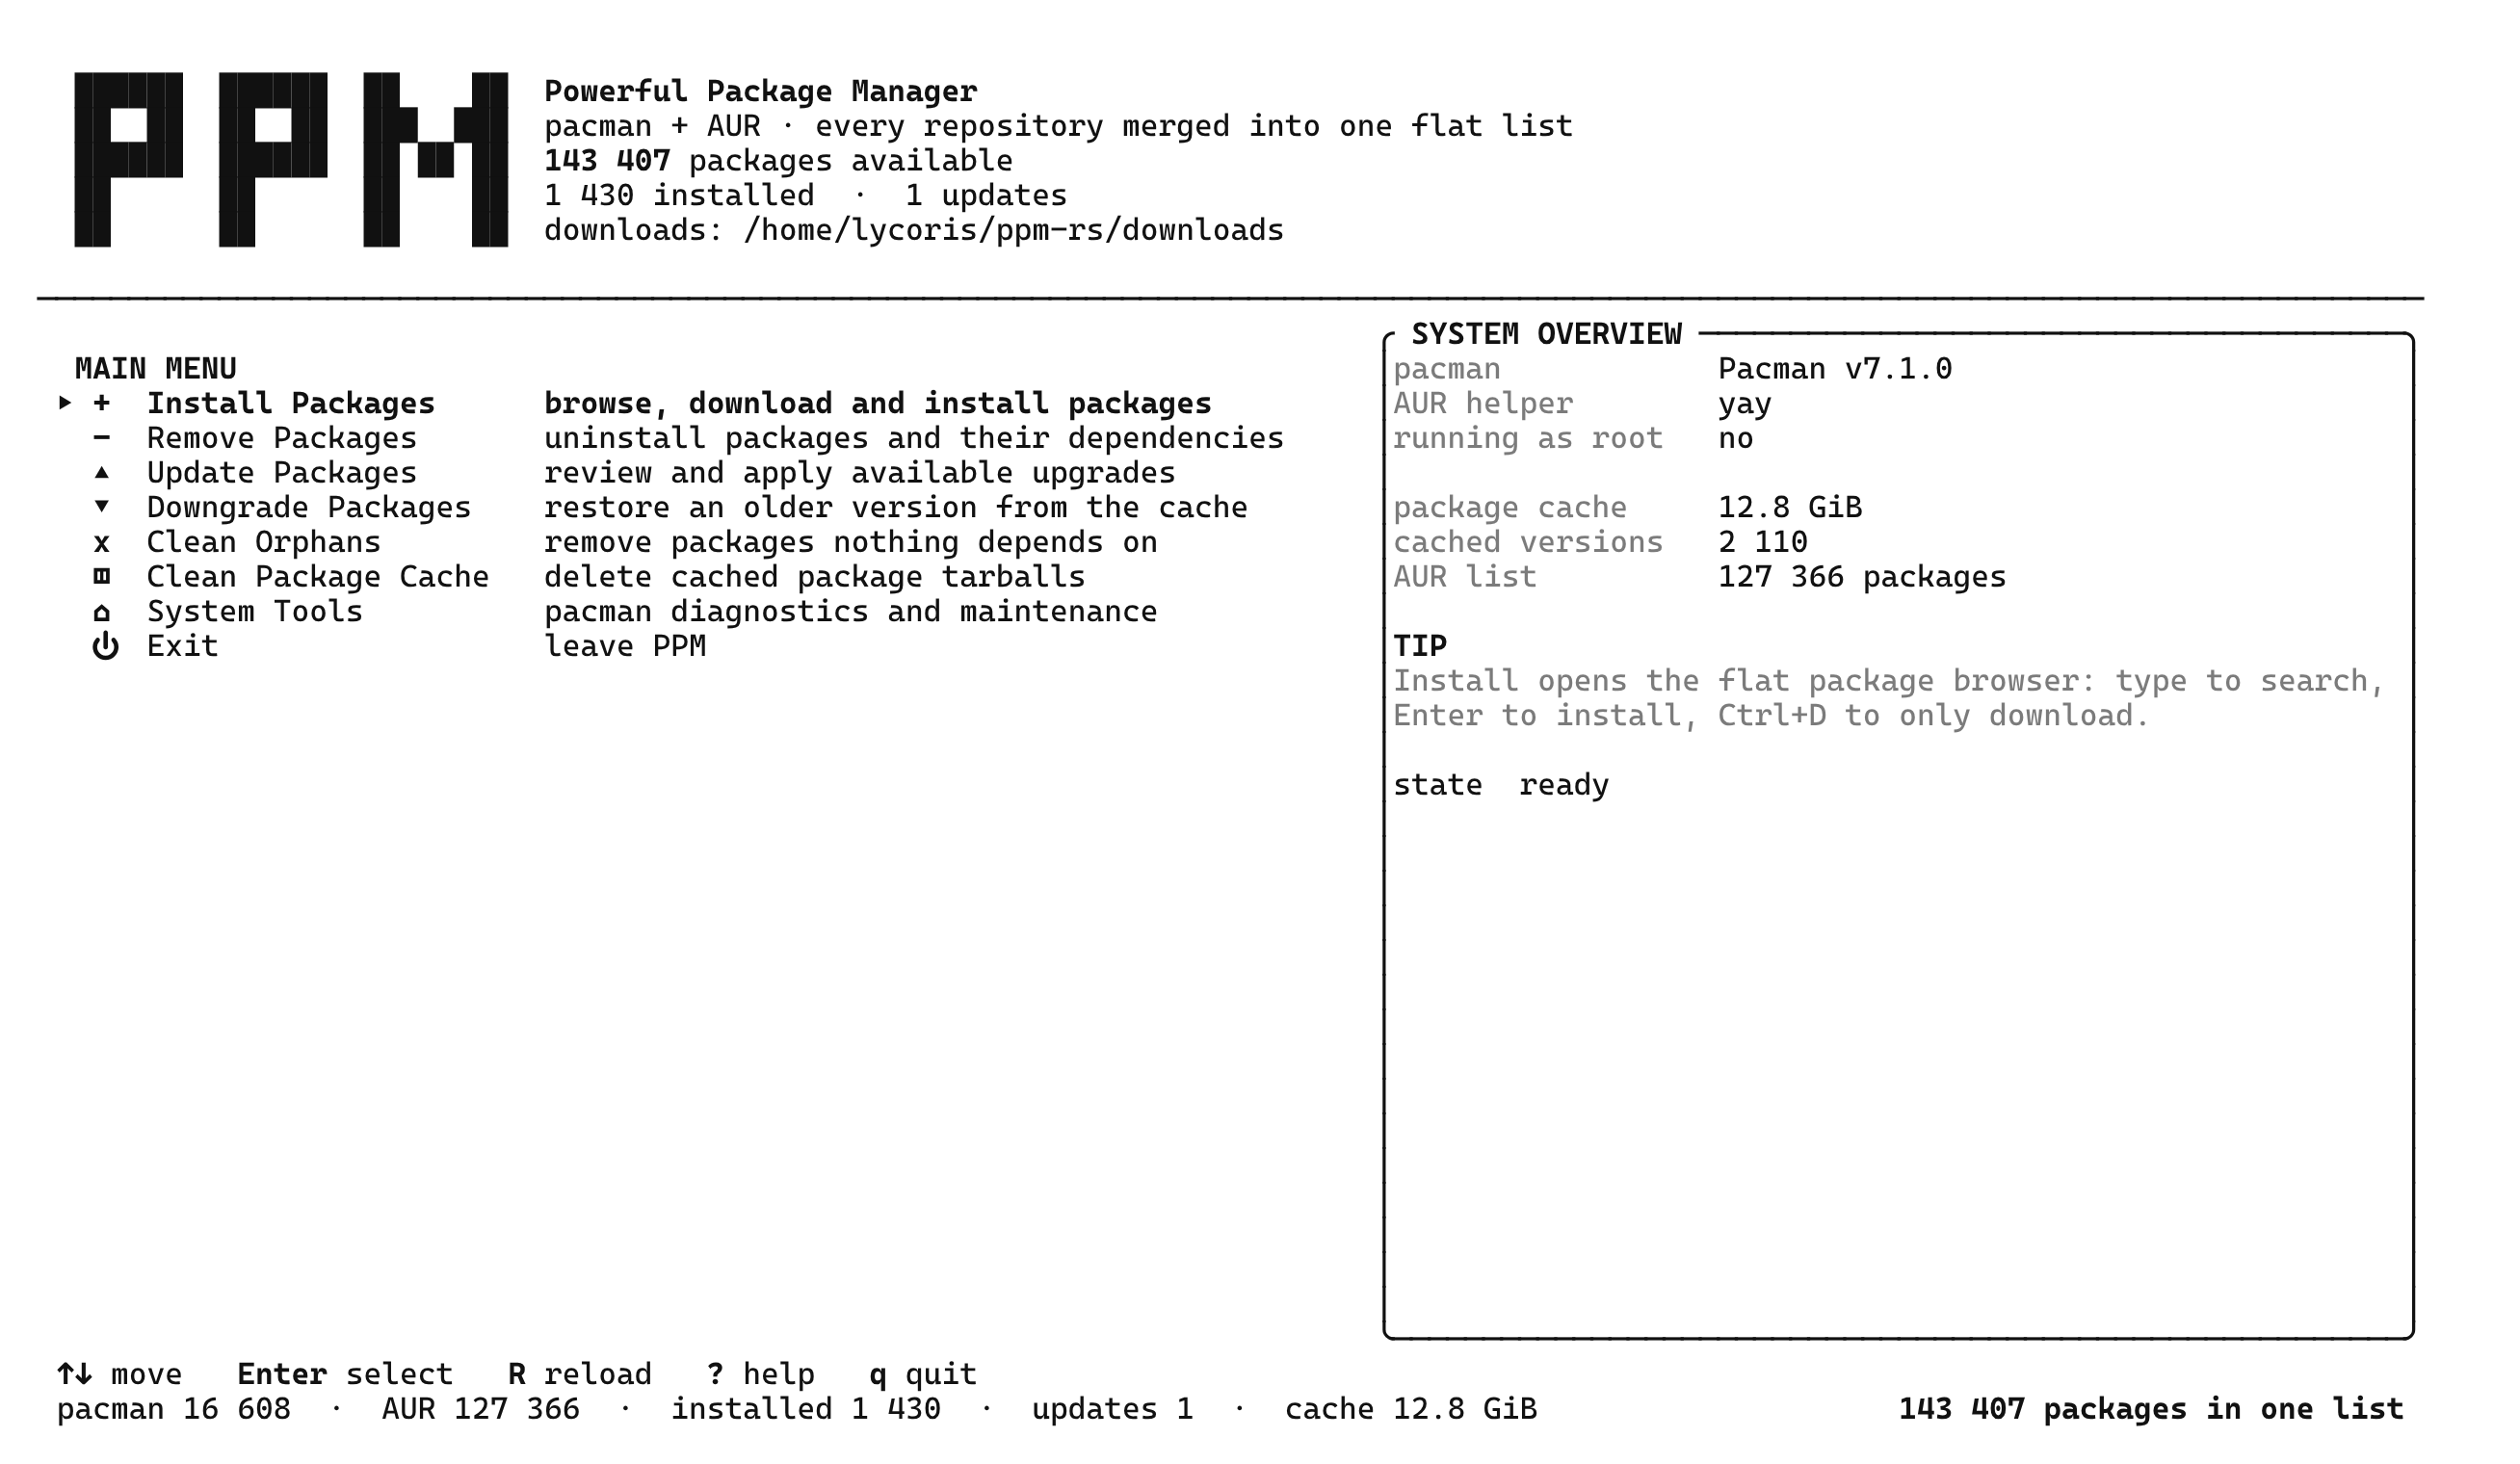 PPM
Powerful Package Manager
pacman + AUR · every repository merged into one flat list
143 407 packages available
1 430 installed · 1 updates
downloads: /home/lycoris/ppm-rs/downloads
MAIN MENU
▸ + Install Packages browse, download and install packages
− Remove Packages uninstall packages and their dependencies
▲ Update Packages review and apply available upgrades
▼ Downgrade Packages restore an older version from the cache
x Clean Orphans remove packages nothing depends on
Clean Package Cache delete cached package tarballs
⌂ System Tools pacman diagnostics and maintenance
⏻ Exit leave PPM
SYSTEM OVERVIEW
pacman Pacman v7.1.0
AUR helper yay
running as root no
package cache 12.8 GiB
cached versions 2 110
AUR list 127 366 packages
TIP
Install opens the flat package browser: type to search,
Enter to install, Ctrl+D to only download.
state ready
↑↓ move Enter select R reload ? help q quit
pacman 16 608 · AUR 127 366 · installed 1 430 · updates 1 · cache 12.8 GiB 143 407 packages in one list